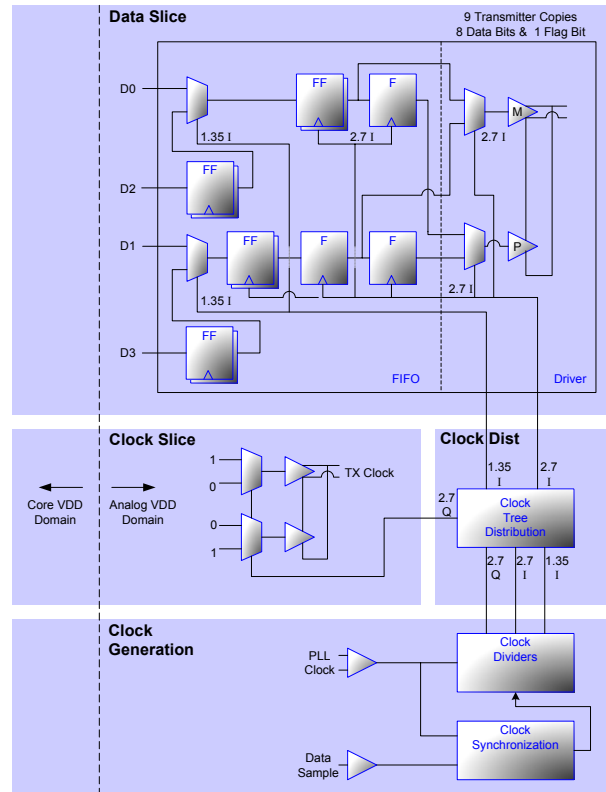 Data Slice
9 Transmitter Copies
8 Data Bits & 1 Flag Bit
D0
FF
F
M
1.35 I
2.7 I
2.7 I
FF
D2
D1
FF
F
F
P
1.35 I
2.7 I
FF
D3
FIFO
Driver
Clock Slice
Clock Dist
1
0
TX Clock
0
1
Core VDD
Domain
Analog VDD
Domain
1.35
I
2.7
I
2.7
Q
Clock
Tree
Distribution
2.7
Q
2.7
I
1.35
I
Clock
Generation
PLL
Clock
Clock
Dividers
Data
Sample
Clock
Synchronization